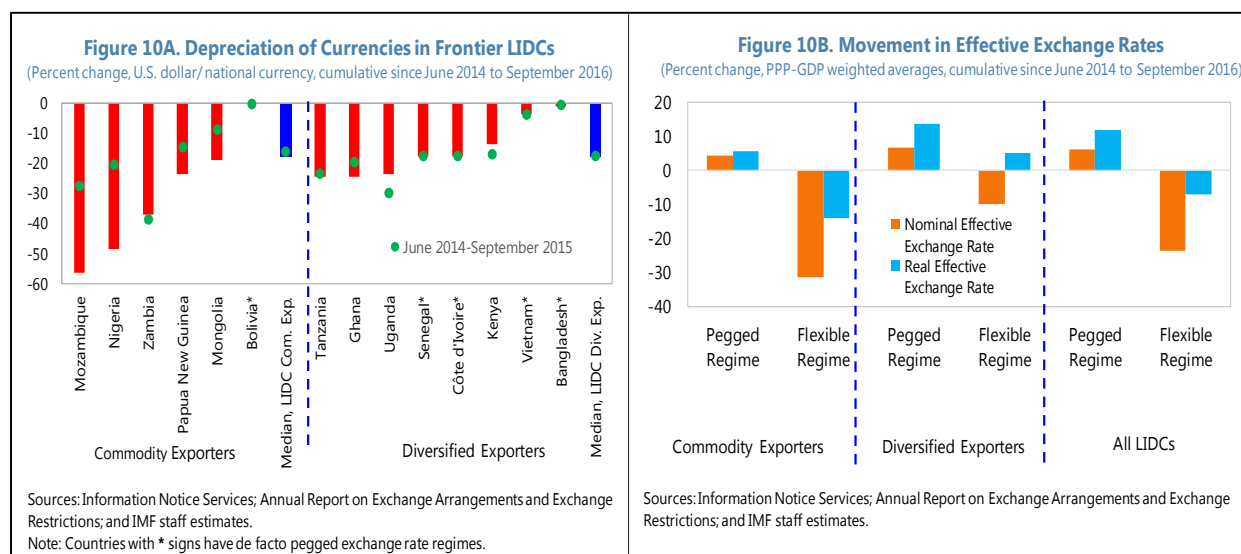 Figure 10A. Depreciation of Currencies in Frontier LIDCs
(Percent change, U.S. dollar/ national currency, cumulative since June 2014 to September 2016)
0
-10
-20
-30
-40
-50
-60
June 2014-September 2015
Mozambique
Nigeria
Zambia
Papua New Guinea
Mongolia
Bolivia*
Median, LIDC Com. Exp.
Tanzania
Ghana
Uganda
Senegal*
Côte d'Ivoire*
Kenya
Vietnam*
Bangladesh*
Median, LIDC Div. Exp.
Commodity Exporters
Diversified Exporters
Sources: Information Notice Services; Annual Report on Exchange Arrangements and Exchange
Restrictions; and IMF staff estimates.
Note: Countries with * signs have de facto pegged exchange rate regimes.
Figure 10B. Movement in Effective Exchange Rates
(Percent change, PPP-GDP weighted averages, cumulative since June 2014 to September 2016)
20
10
0
-10
-20
-30
-40
Nominal Effective
Exchange Rate
Real Effective
Exchange Rate
Pegged
Regime
Flexible
Regime
Pegged
Regime
Flexible
Regime
Pegged
Regime
Flexible
Regime
Commodity Exporters
Diversified Exporters
All LIDCs
Sources: Information Notice Services; Annual Report on Exchange Arrangements and Exchange
Restrictions; and IMF staff estimates.